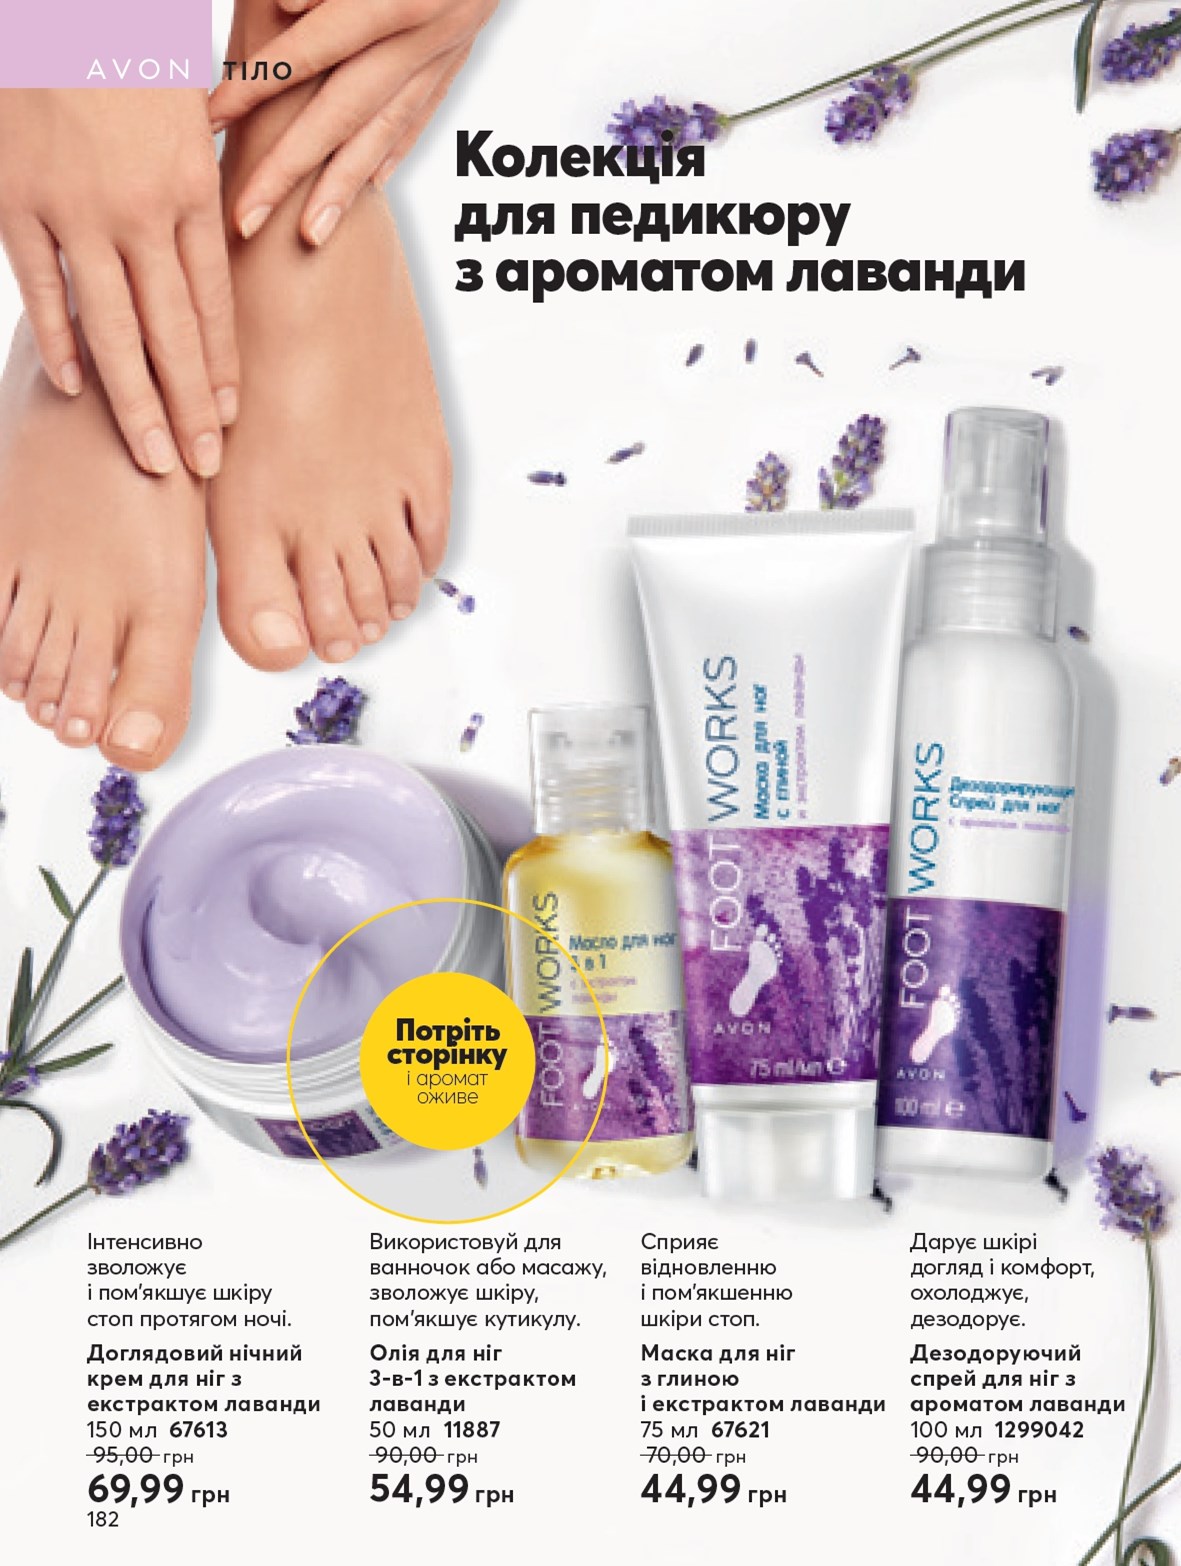 AVON ТІЛО
Колекція
для педикюру
з ароматом лаванди
FOOT WORKS
Маска для ног
с глиной
и экстрактом лаванды
AVON
75 ml/мл e
FOOT WORKS
Дезодорирующи
Спрей для ног
с ароматом лаванды
AVON
100 ml e
FOOT WORKS
Масло для ног
в 1
AVON
FOOT
Потріть
сторінку
і аромат
оживе
Інтенсивно
зволожує
і пом'якшує шкіру
стоп протягом ночі.
Доглядовий нічний
крем для ніг з
екстрактом лаванди
150 мл 67613
95,00 грн
69,99 грн
Використовуй для
ванночок або масажу,
зволожує шкіру,
пом'якшує кутикулу.
Олія для ніг
3-в-1 з екстрактом
лаванди
50 мл 11887
90,00 грн
54,99 грн
Сприяє
відновленню
і пом'якшенню
шкіри стоп.
Маска для ніг
з глиною
і екстрактом лаванди
75 мл 67621
70,00 грн
44,99 грн
Дарує шкірі
догляд і комфорт,
охолоджує,
дезодорує.
Дезодоруючий
спрей для ніг з
ароматом лаванди
100 мл 1299042
90,00 грн
44,99 грн
182